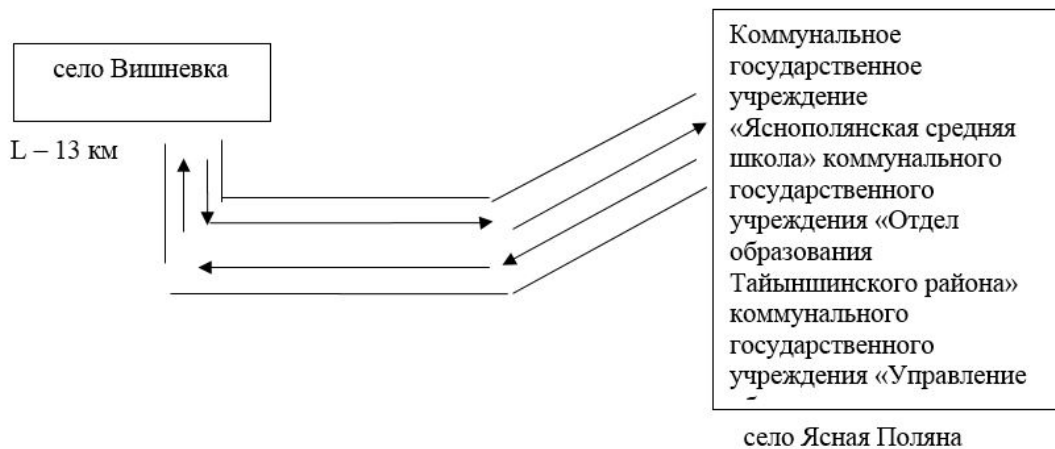 село Вишневка
L – 13 км
Коммунальное
государственное
учреждение
«Яснополянская средняя
школа» коммунального
государственного
учреждения «Отдел
образования
Тайыншинского района»
коммунального
государственного
учреждения «Управление
село Ясная Поляна